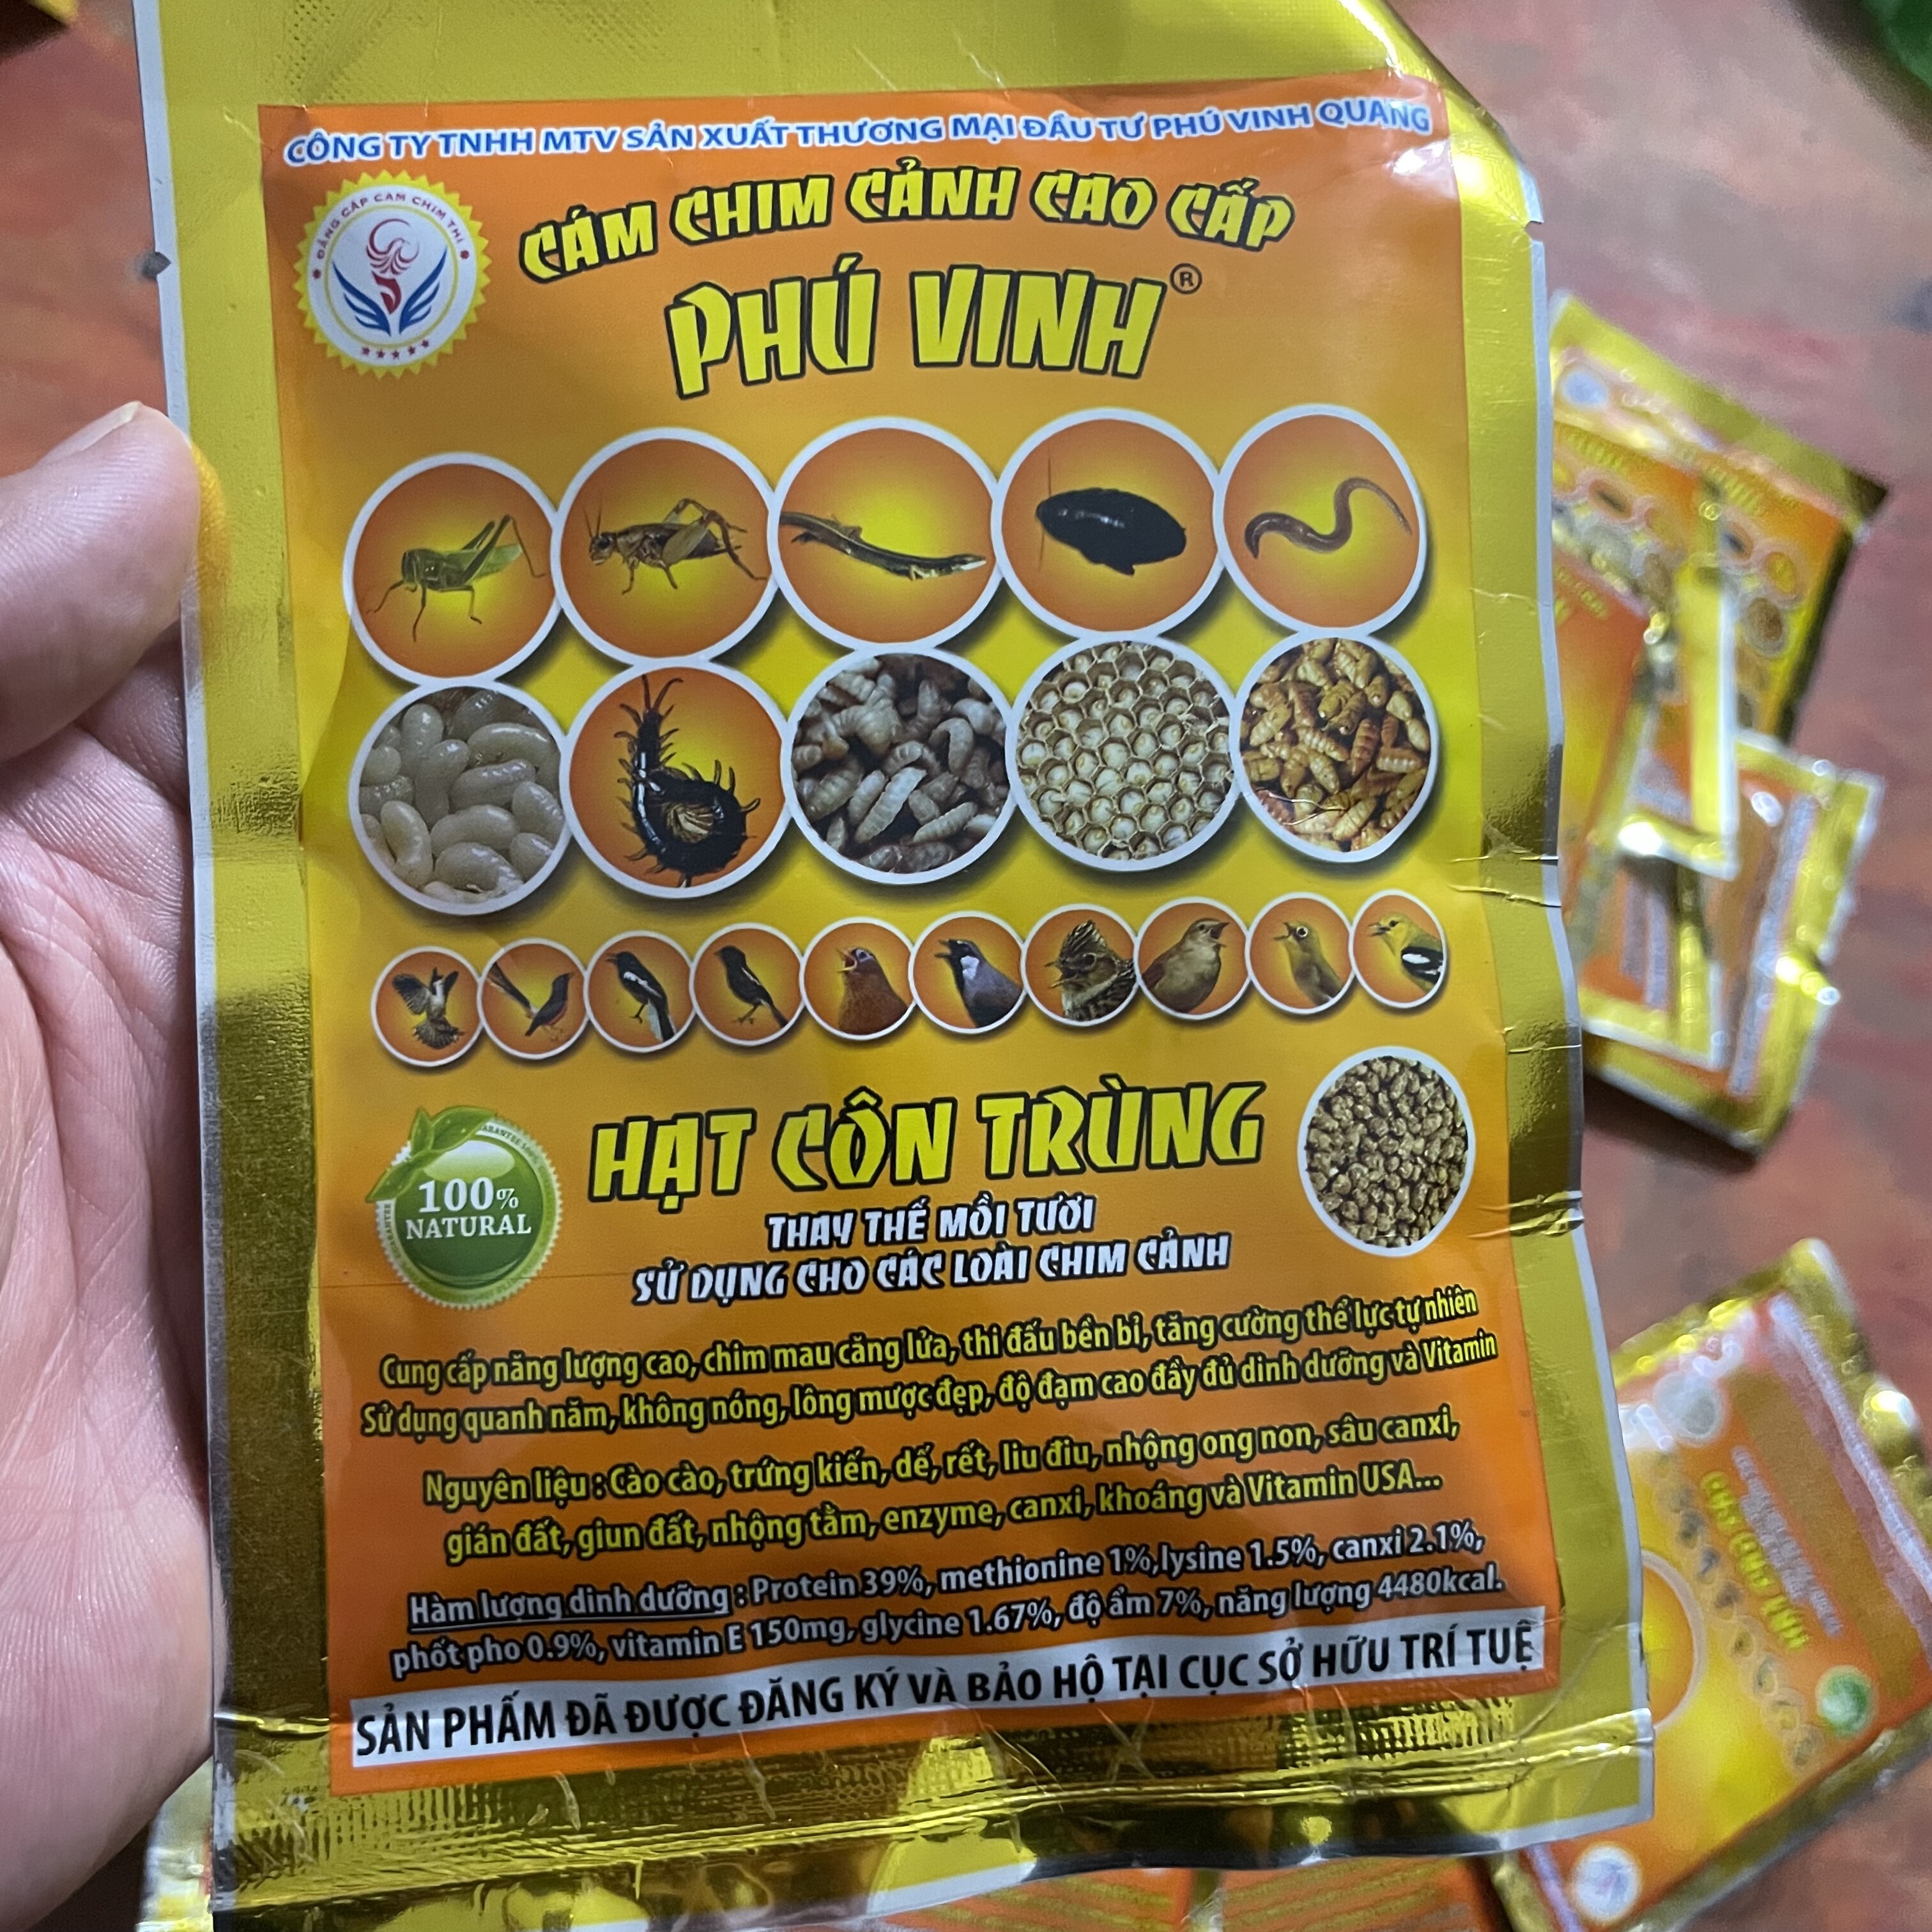 CÔNG TY TNHH MTV SẢN XUẤT THƯƠNG MẠI ĐẦU TƯ PHÚ VINH QUANG
ĐẲNG CẤP CÁM CHIM THI
CÁM CHIM CẢNH CAO CẤP
PHÚ VINH®
100% NATURAL
HẠT CÔN TRÙNG
THAY THẾ MỒI TƯƠI
SỬ DỤNG CHO CÁC LOÀI CHIM CẢNH
Cung cấp năng lượng cao, chim mau căng lửa, thi đấu bền bỉ, tăng cường thể lực tự nhiên
Sử dụng quanh năm, không nóng, lông mượt đẹp, độ đạm cao đầy đủ dinh dưỡng và Vitamin
Nguyên liệu : Cào cào, trứng kiến, dế, rết, liu điu, nhộng ong non, sâu canxi,
gián đất, giun đất, nhộng tằm, enzyme, canxi, khoáng và Vitamin USA...
Hàm lượng dinh dưỡng : Protein 39%, methionine 1%,lysine 1.5%, canxi 2.1%,
phốt pho 0.9%, vitamin E 150mg, glycine 1.67%, độ ẩm 7%, năng lượng 4480kcal.
SẢN PHẨM ĐÃ ĐƯỢC ĐĂNG KÝ VÀ BẢO HỘ TẠI CỤC SỞ HỮU TRÍ TUỆ